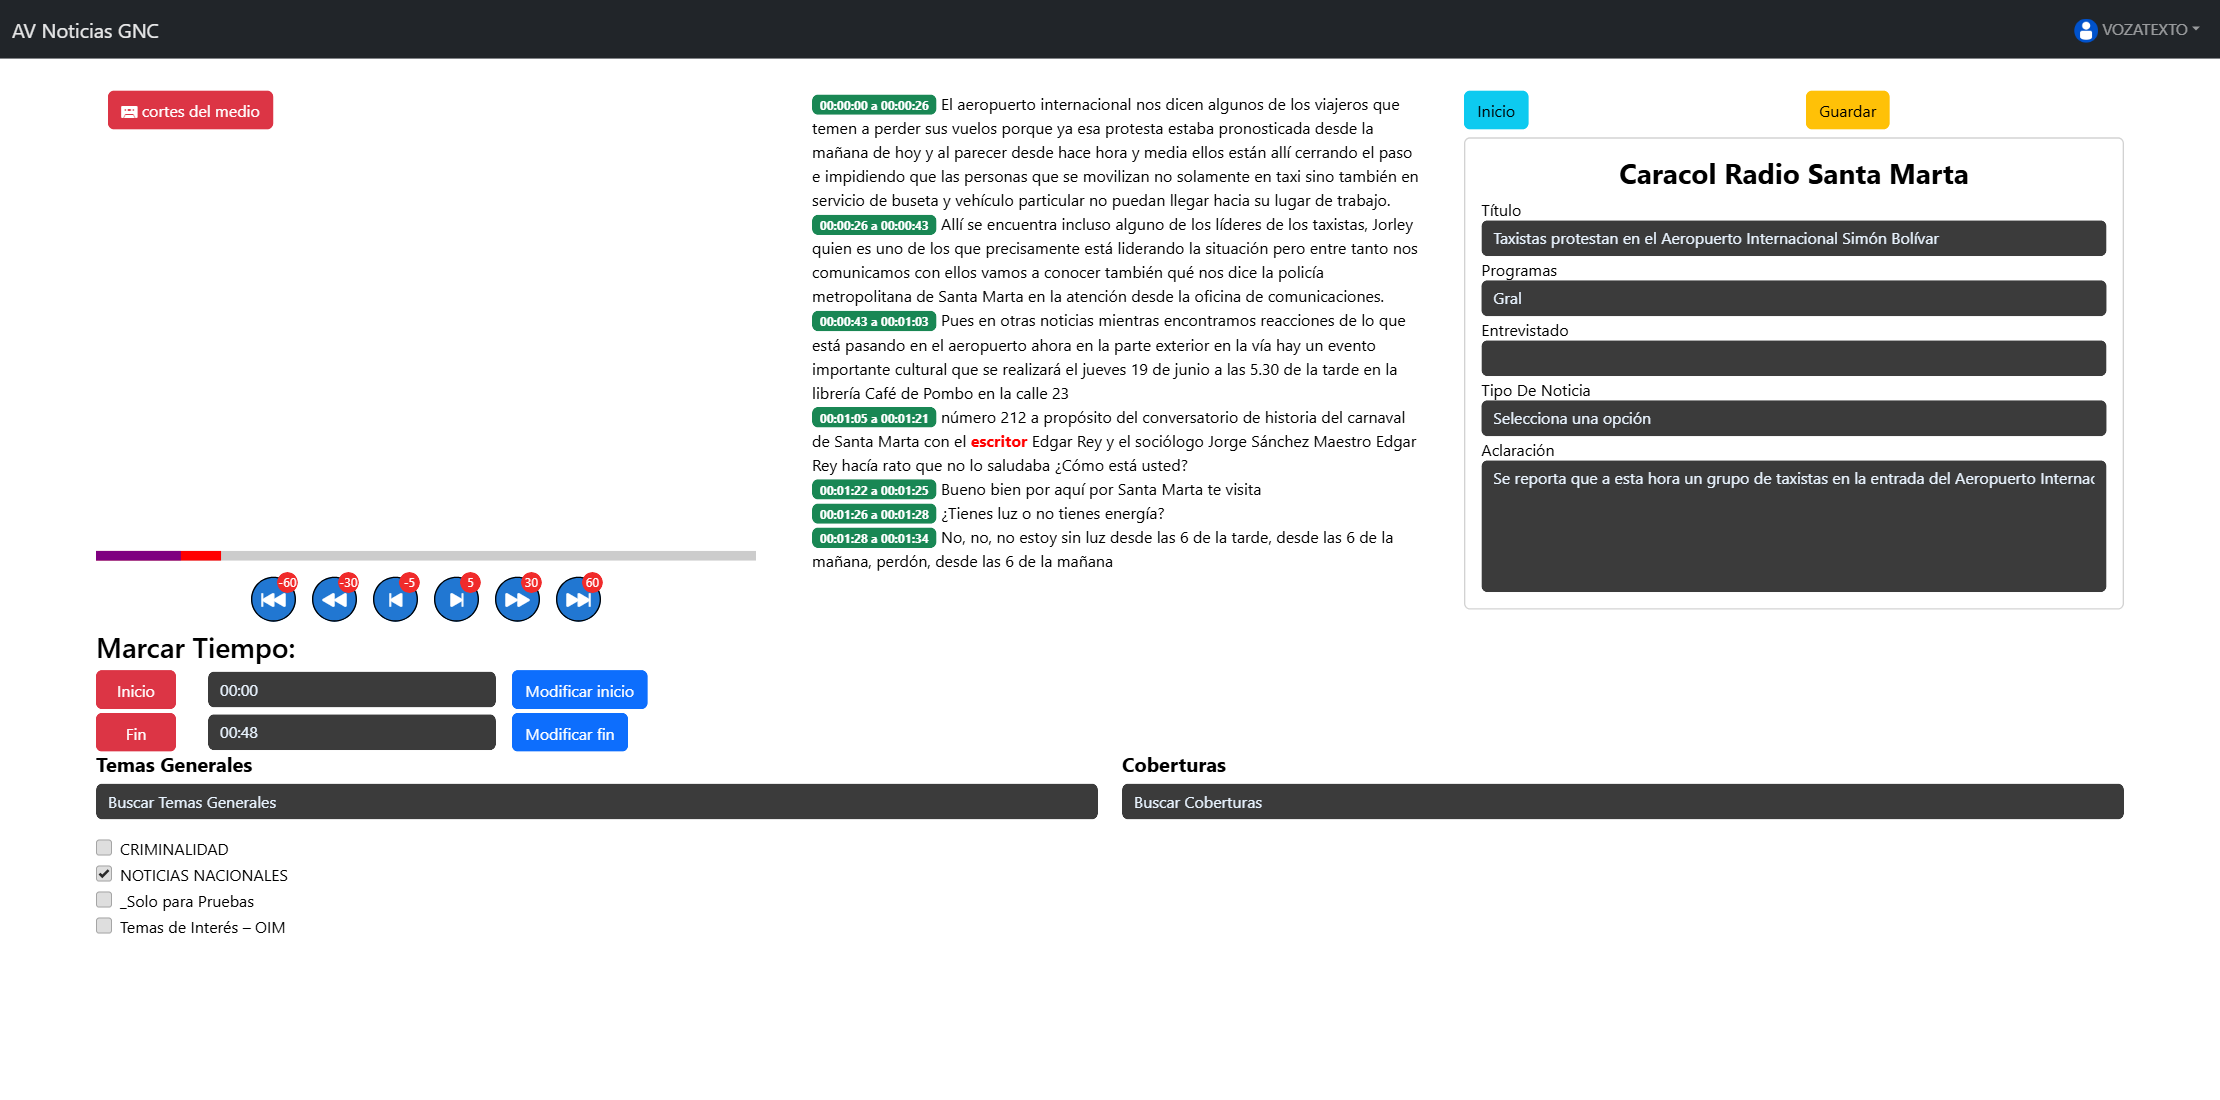 AV Noticias GNC
VOZATEXTO
cortes del medio
-60
-30
-5
5
30
60
Marcar Tiempo:
Inicio
00:00
Modificar inicio
Fin
00:48
Modificar fin
00:00:00 a 00:00:26 El aeropuerto internacional nos dicen algunos de los viajeros que
temen a perder sus vuelos porque ya esa protesta estaba pronosticada desde la
mañana de hoy y al parecer desde hace hora y media ellos están allí cerrando el paso
e impidiendo que las personas que se movilizan no solamente en taxi sino también en
servicio de buseta y vehículo particular no puedan llegar hacia su lugar de trabajo.
00:00:26 a 00:00:43 Allí se encuentra incluso alguno de los líderes de los taxistas, Jorley
quien es uno de los que precisamente está liderando la situación pero entre tanto nos
comunicamos con ellos vamos a conocer también qué nos dice la policía
metropolitana de Santa Marta en la atención desde la oficina de comunicaciones.
00:00:43 a 00:01:03 Pues en otras noticias mientras encontramos reacciones de lo que
está pasando en el aeropuerto ahora en la parte exterior en la vía hay un evento
importante cultural que se realizará el jueves 19 de junio a las 5.30 de la tarde en la
librería Café de Pombo en la calle 23
00:01:05 a 00:01:21 número 212 a propósito del conversatorio de historia del carnaval
de Santa Marta con el escritor Edgar Rey y el sociólogo Jorge Sánchez Maestro Edgar
Rey hacía rato que no lo saludaba ¿Cómo está usted?
00:01:22 a 00:01:25 Bueno bien por aquí por Santa Marta te visita
00:01:26 a 00:01:28 ¿Tienes luz o no tienes energía?
00:01:28 a 00:01:34 No, no, no estoy sin luz desde las 6 de la tarde, desde las 6 de la
mañana, perdón, desde las 6 de la mañana
Inicio
Guardar
Caracol Radio Santa Marta
Título
Taxistas protestan en el Aeropuerto Internacional Simón Bolívar
Programas
Gral
Entrevistado
Tipo De Noticia
Selecciona una opción
Aclaración
Se reporta que a esta hora un grupo de taxistas en la entrada del Aeropuerto Internac
Temas Generales
Buscar Temas Generales
CRIMINALIDAD
NOTICIAS NACIONALES
_Solo para Pruebas
Temas de Interés – OIM
Coberturas
Buscar Coberturas